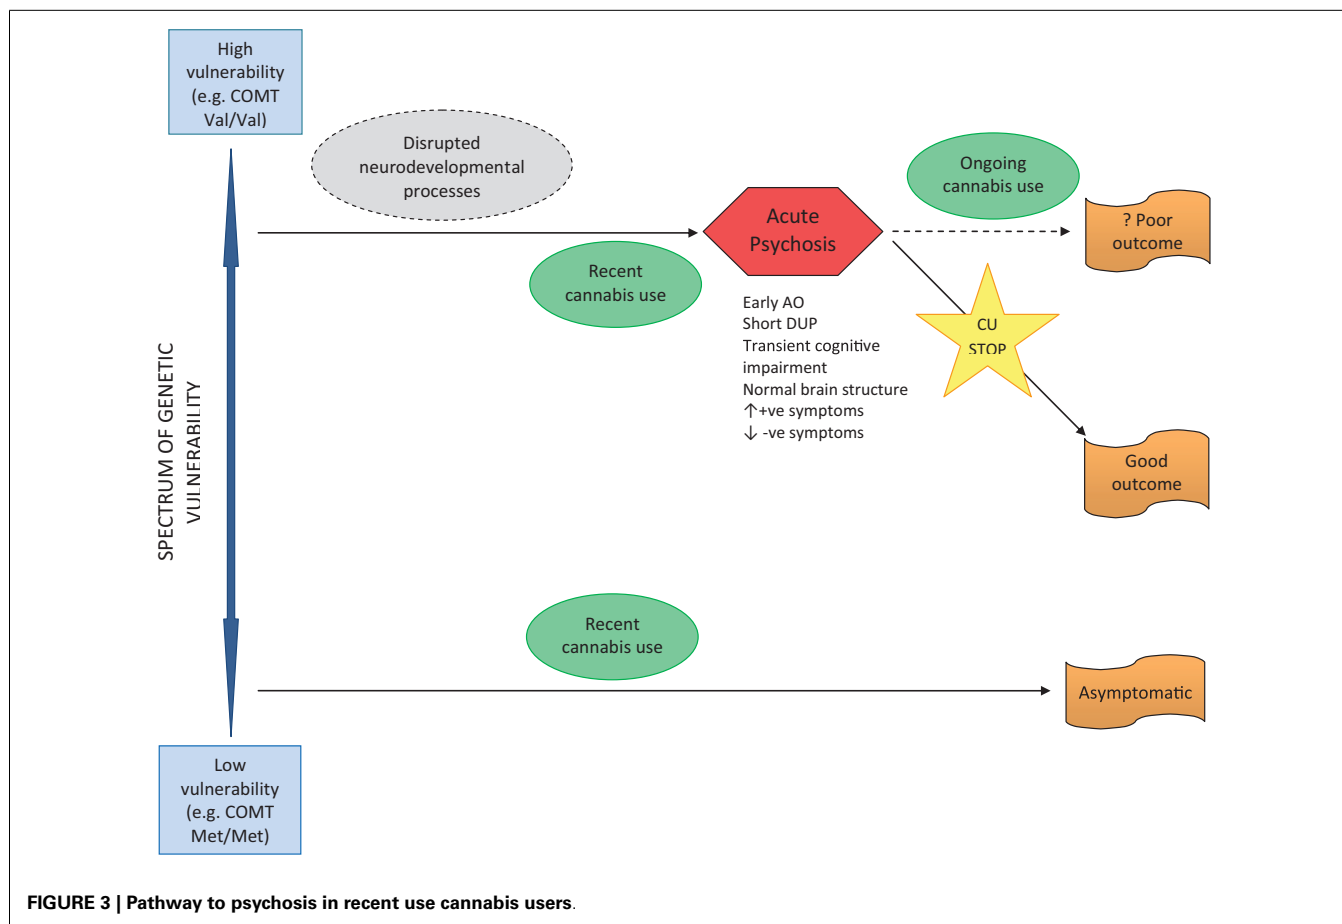 High
vulnerability
(e.g. COMT
Val/Val)
Disrupted
neurodevelopmental
processes
Recent
cannabis use
Acute
Psychosis
Ongoing
cannabis use
? Poor
outcome
Early AO
Short DUP
Transient cognitive
impairment
Normal brain structure
↑+ve symptoms
↓ -ve symptoms
CU
STOP
Good
outcome
SPECTRUM OF GENETIC
VULNERABILITY
Recent
cannabis use
Asymptomatic
Low
vulnerability
(e.g. COMT
Met/Met)
FIGURE 3 | Pathway to psychosis in recent use cannabis users.